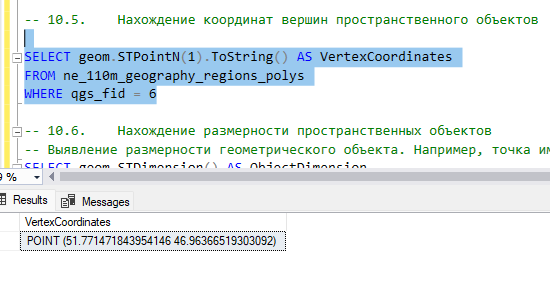 -- 10.5. Нахождение координат вершин пространственного объектов
SELECT geom.STPointN(1).ToString() AS VertexCoordinates
FROM ne_110m_geography_regions_polys
WHERE qgs_fid = 6
-- 10.6. Нахождение размерности пространственных объектов
-- Выявление размерности геометрического объекта. Например, точка им
SELECT geom.STDimension() AS ObjectDimension
9 %
Results Messages
VertexCoordinates
POINT (51.771471843954146 46.96366519303092)